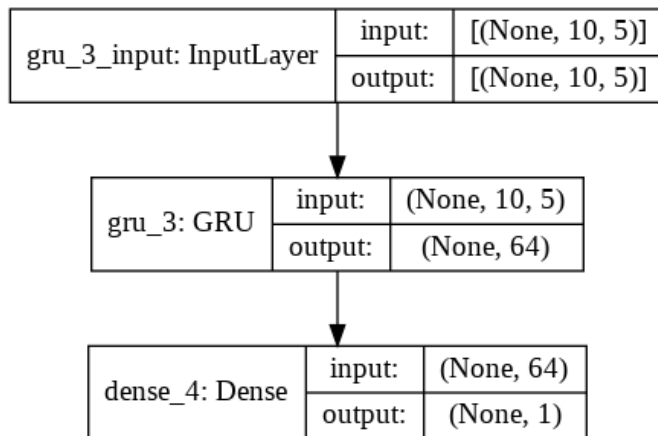 gru_3_input: InputLayer
input: [(None, 10, 5)]
output: [(None, 10, 5)]
gru_3: GRU
input: (None, 10, 5)
output: (None, 64)
dense_4: Dense
input: (None, 64)
output: (None, 1)